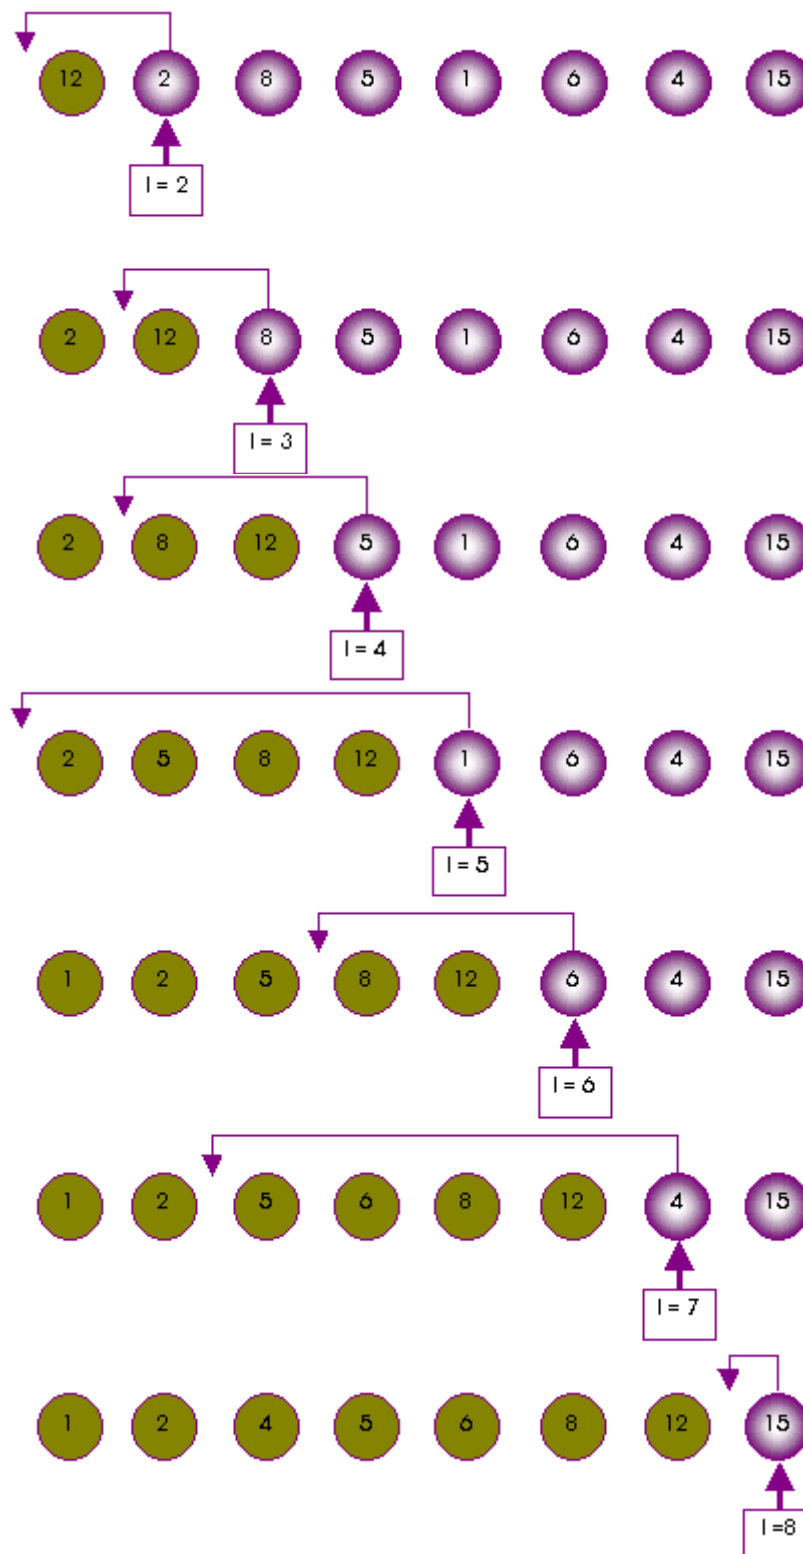 12 2 8 5 1 6 4 15
I = 2
2 12 8 5 1 6 4 15
I = 3
2 8 12 5 1 6 4 15
I = 4
2 5 8 12 1 6 4 15
I = 5
1 2 5 8 12 6 4 15
I = 6
1 2 5 6 8 12 4 15
I = 7
1 2 4 5 6 8 12 15
I =8